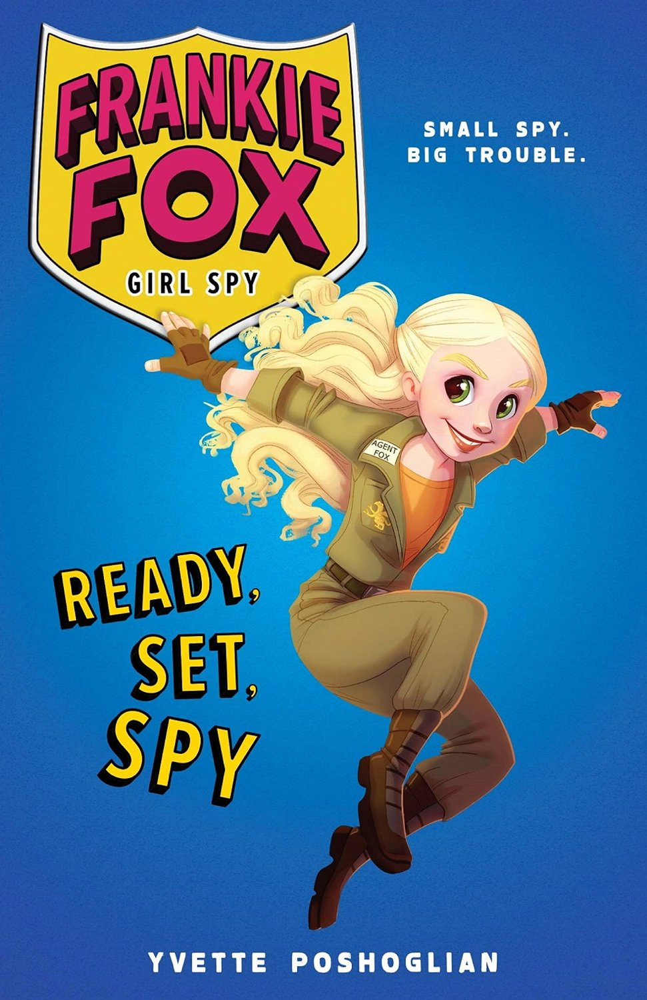 FRANKIE
FOX
GIRL SPY
SMALL SPY.
BIG TROUBLE.
AGENT
FOX
READY,
SET,
SPY
YVETTE POSHOGLIAN